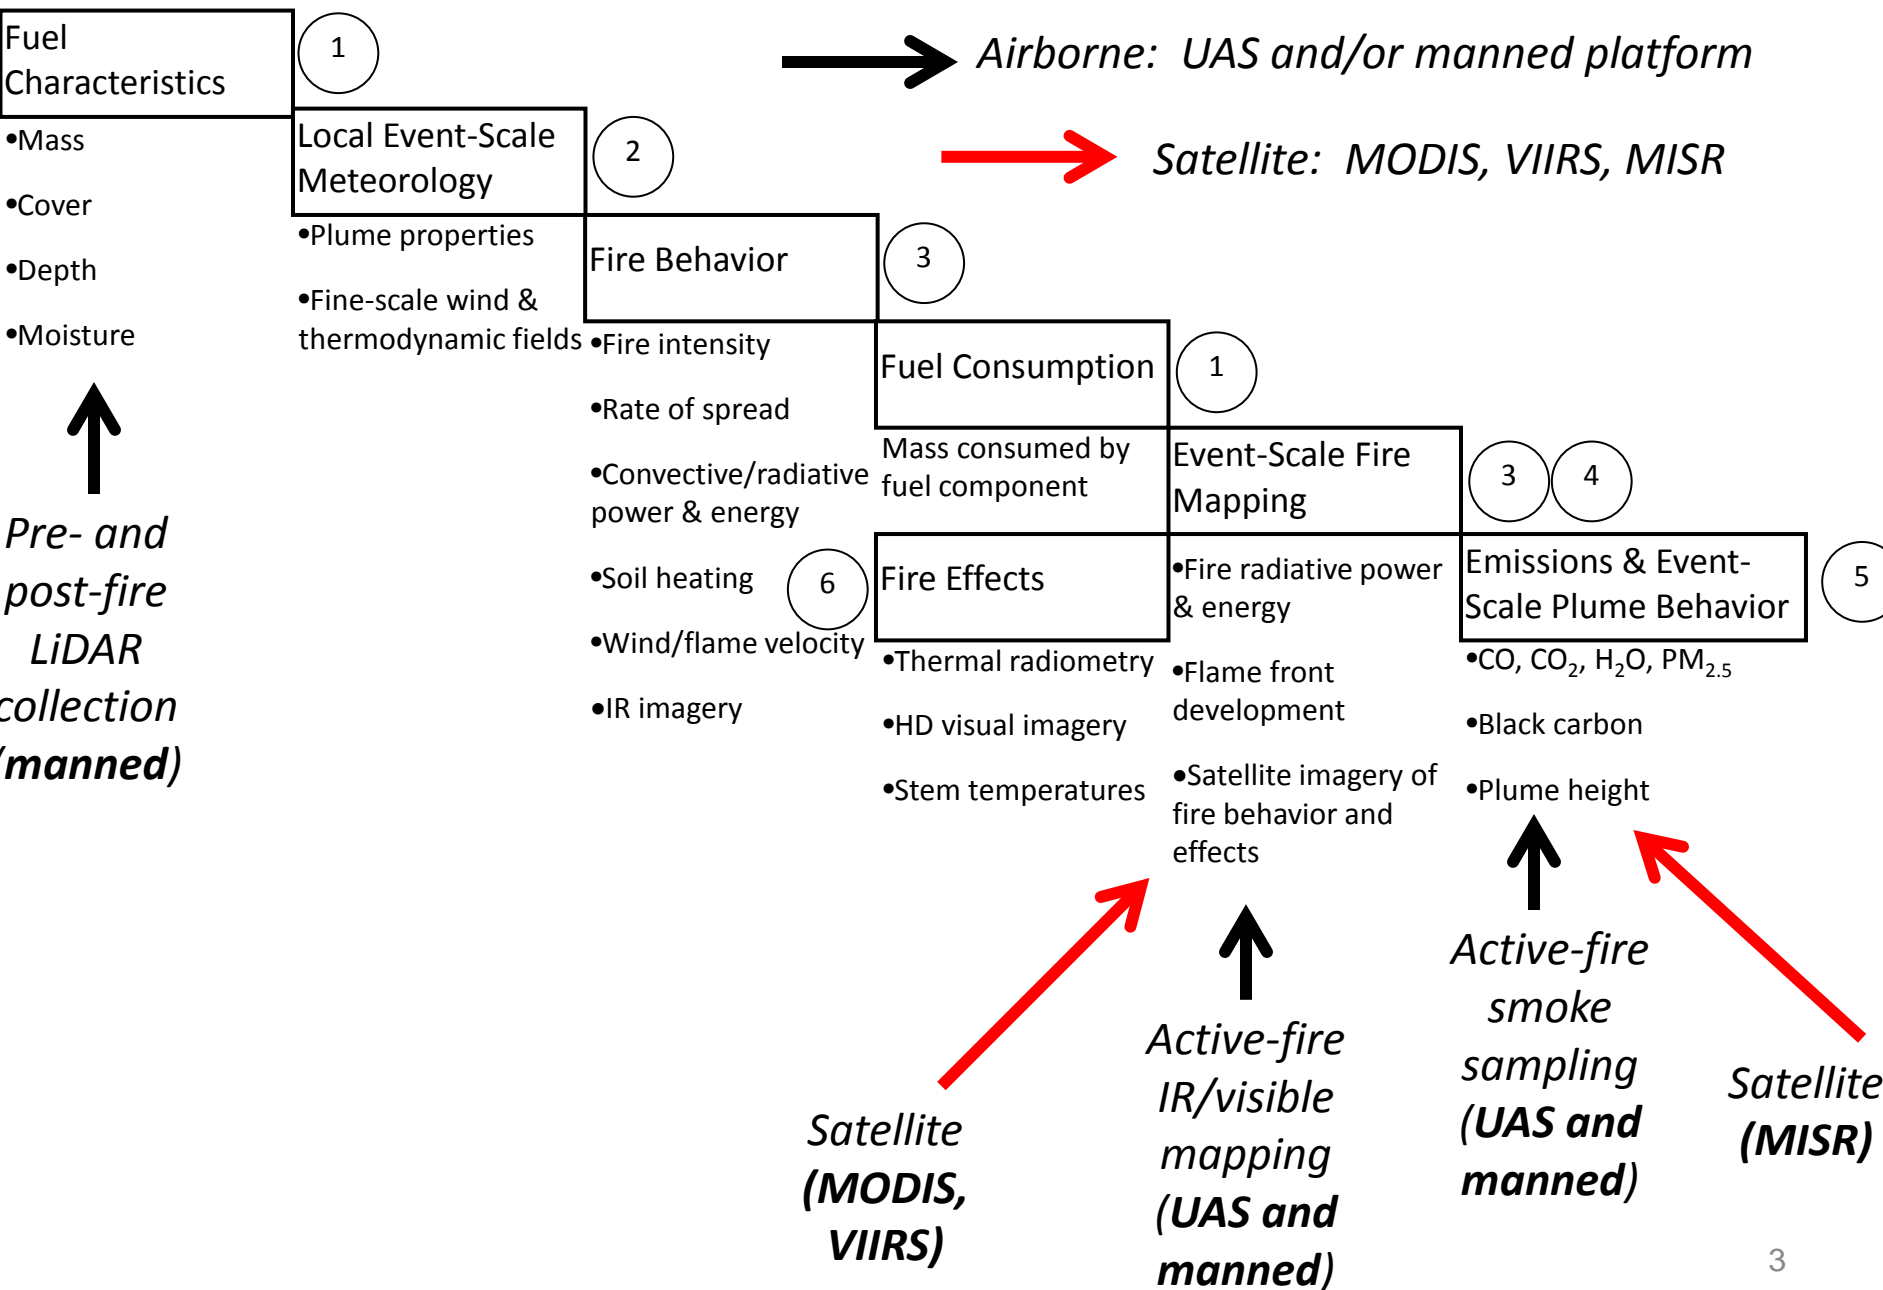 Fuel
Characteristics
1
•Mass
•Cover
•Depth
•Moisture
Pre- and
post-fire
LiDAR
collection
(manned)
Airborne: UAS and/or manned platform
Satellite: MODIS, VIIRS, MISR
Local Event-Scale
Meteorology
2
•Plume properties
•Fine-scale wind &
thermodynamic fields
Fire Behavior
3
•Fire intensity
•Rate of spread
•Convective/radiative
power & energy
•Soil heating
•Wind/flame velocity
•IR imagery
Fuel Consumption
1
Mass consumed by
fuel component
6
Fire Effects
•Thermal radiometry
•HD visual imagery
•Stem temperatures
Event-Scale Fire
Mapping
3
4
•Fire radiative power
& energy
•Flame front
development
•Satellite imagery of
fire behavior and
effects
Emissions & Event-
Scale Plume Behavior
5
•CO, CO₂, H₂O, PM₂.₅
•Black carbon
•Plume height
Satellite
(MODIS,
VIIRS)
Active-fire
IR/visible
mapping
(UAS and
manned)
Active-fire
smoke
sampling
(UAS and
manned)
Satellite
(MISR)
3